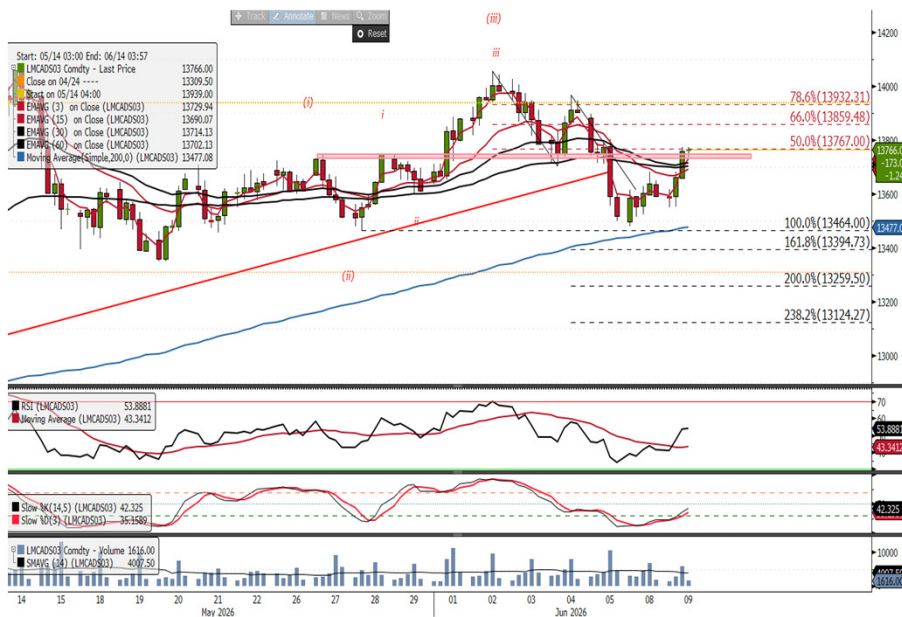 Track Annotate News Zoom
Reset
(iii)
iii
(i)
i
ii
(ii)
Start: 05/14 03:00 End: 06/14 03:57
LMCADS03 Comdty - Last Price 13766.00
Close on 04/24 ---- 13309.50
Start on 05/14 04:00 13939.00
EMAVG (3) on Close (LMCADS03) 13729.94
EMAVG (15) on Close (LMCADS03) 13690.07
EMAVG (30) on Close (LMCADS03) 13714.13
EMAVG (60) on Close (LMCADS03) 13702.13
Moving Average(Simple,200,0) (LMCADS03) 13477.08
78.6%(13932.31)
66.0%(13859.48)
50.0%(13767.00)
100.0%(13464.00)
161.8%(13394.73)
200.0%(13259.50)
238.2%(13124.27)
14200
14000
13800
13766.0
-173.0
-1.24
13600
13477.0
13400
13200
13000
RSI (LMCADS03) 53.8881
Moving Average (LMCADS03) 43.3412
70
53.8881
43.3412
Slow %K(14,5) (LMCADS03) 42.325
Slow %D(3) (LMCADS03) 35.1589
42.325
LMCADS03 Comdty - Volume 1616.00
SMAVG (14) (LMCADS03) 4007.50
10000
4007.50
1616.00
14 15 18 19 20 21 22 26 27 28 29 01 02 03 04 05 08 09
May 2026 Jun 2026